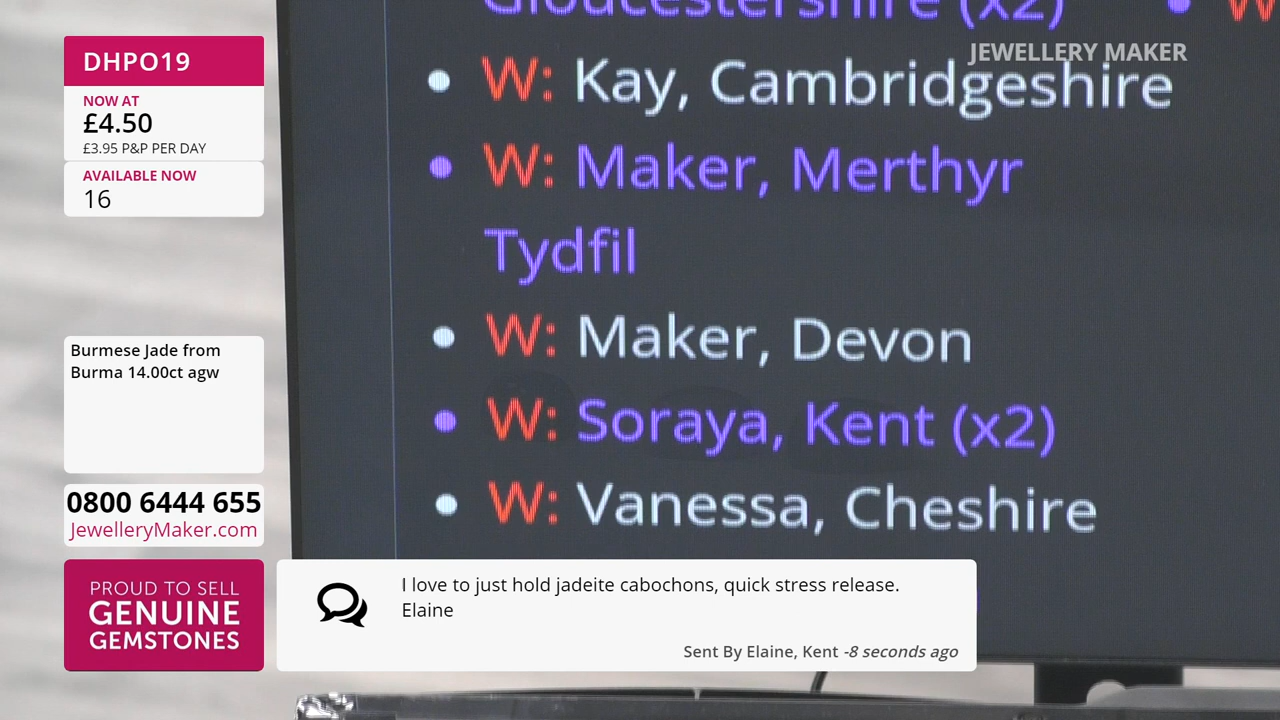 DHPO19
NOW AT
£4.50
£3.95 P&P PER DAY
AVAILABLE NOW
16
Burmese Jade from
Burma 14.00ct agw
0800 6444 655
JewelleryMaker.com
PROUD TO SELL
GENUINE
GEMSTONES
JEWELLERY MAKER
Gloucestershire (x2)
• W: Kay, Cambridgeshire
• W: Maker, Merthyr
Tydfil
• W: Maker, Devon
• W: Soraya, Kent (x2)
• W: Vanessa, Cheshire
• W
I love to just hold jadeite cabochons, quick stress release.
Elaine
Sent By Elaine, Kent -8 seconds ago